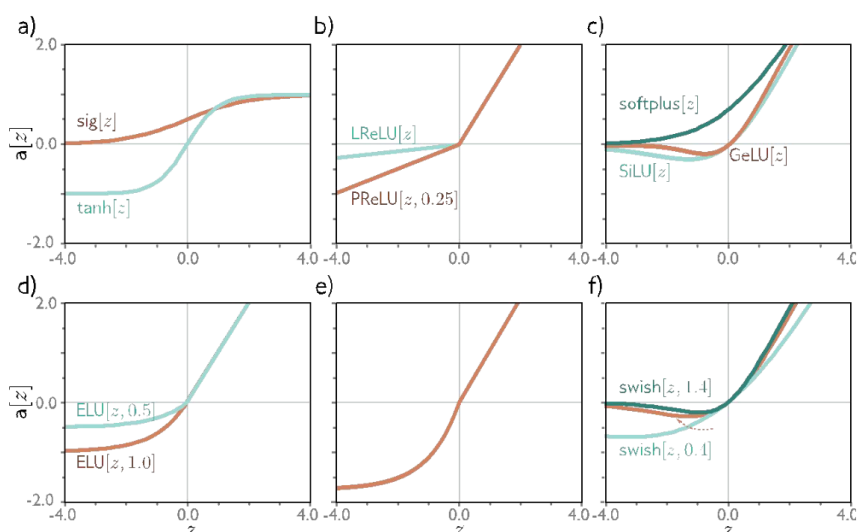 a)
2.0
a[z]
0.0
-2.0
sig[z]
tanh[z]
-4.0
0.0
4.0
b)
LReLU[z]
PReLU[z, 0.25]
-4.0
0.0
4.0
c)
softplus[z]
GeLU[z]
SiLU[z]
-4.0
0.0
4.0
d)
2.0
a[z]
0.0
-2.0
ELU[z, 0.5]
ELU[z, 1.0]
-4.0
0.0
4.0
z
e)
-4.0
0.0
4.0
z
f)
swish[z, 1.4]
swish[z, 0.4]
-4.0
0.0
4.0
z